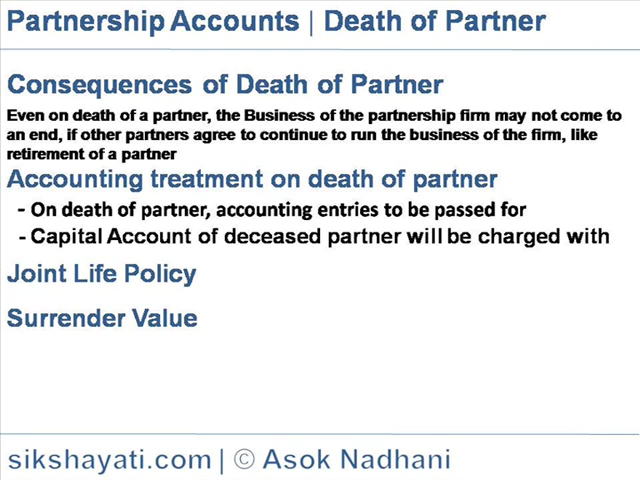 Partnership Accounts | Death of Partner
Consequences of Death of Partner
Even on death of a partner, the Business of the partnership firm may not come to
an end, if other partners agree to continue to run the business of the firm, like
retirement of a partner
Accounting treatment on death of partner
- On death of partner, accounting entries to be passed for
- Capital Account of deceased partner will be charged with
Joint Life Policy
Surrender Value
sikshayati.com | © Asok Nadhani